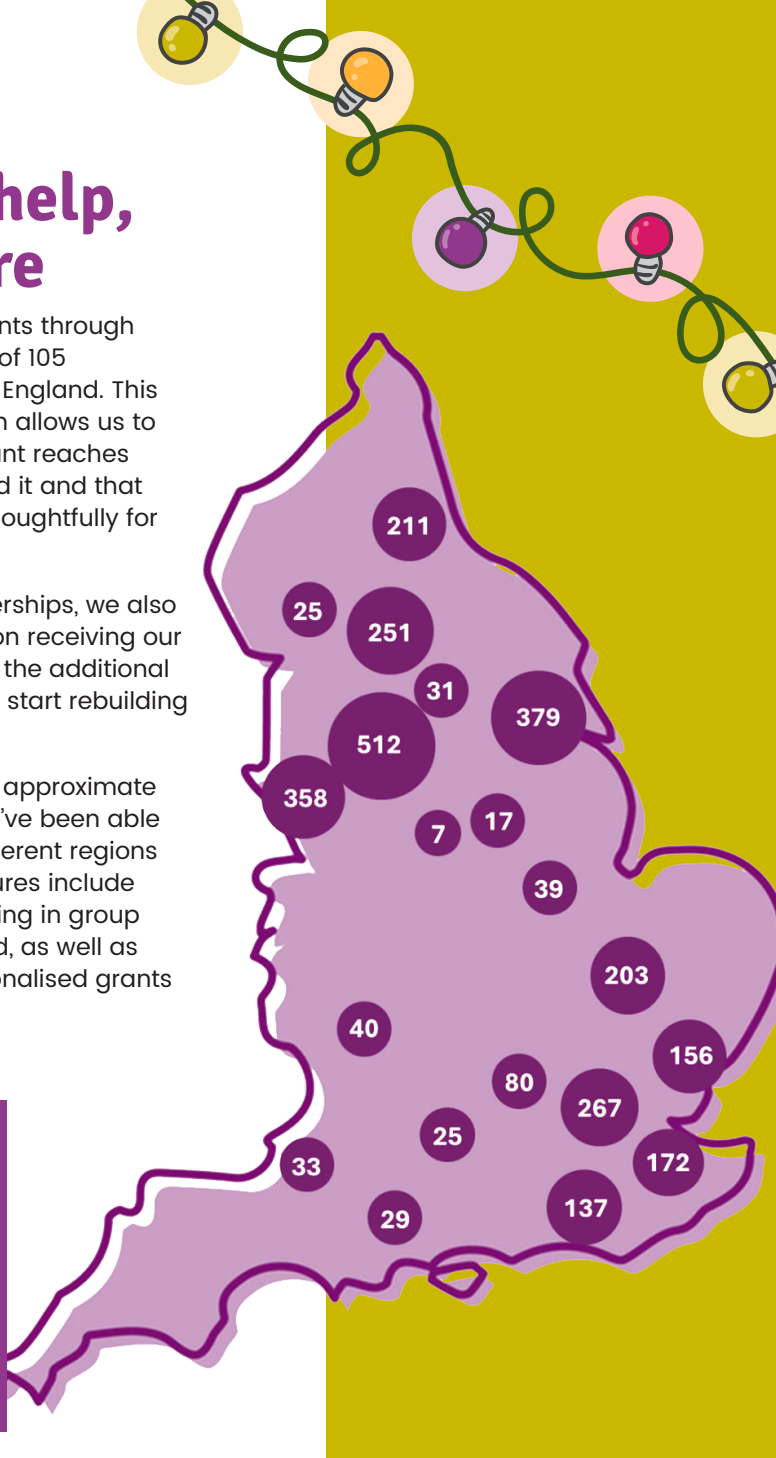 help,
re
nts through
of 105
England. This
n allows us to
nt reaches
d it and that
oughtfully for
erships, we also
on receiving our
the additional
start rebuilding
approximate
've been able
erent regions
ures include
ing in group
d, as well as
onalised grants
211
25
251
31
379
512
358
7
17
39
203
40
156
80
267
25
172
33
137
29